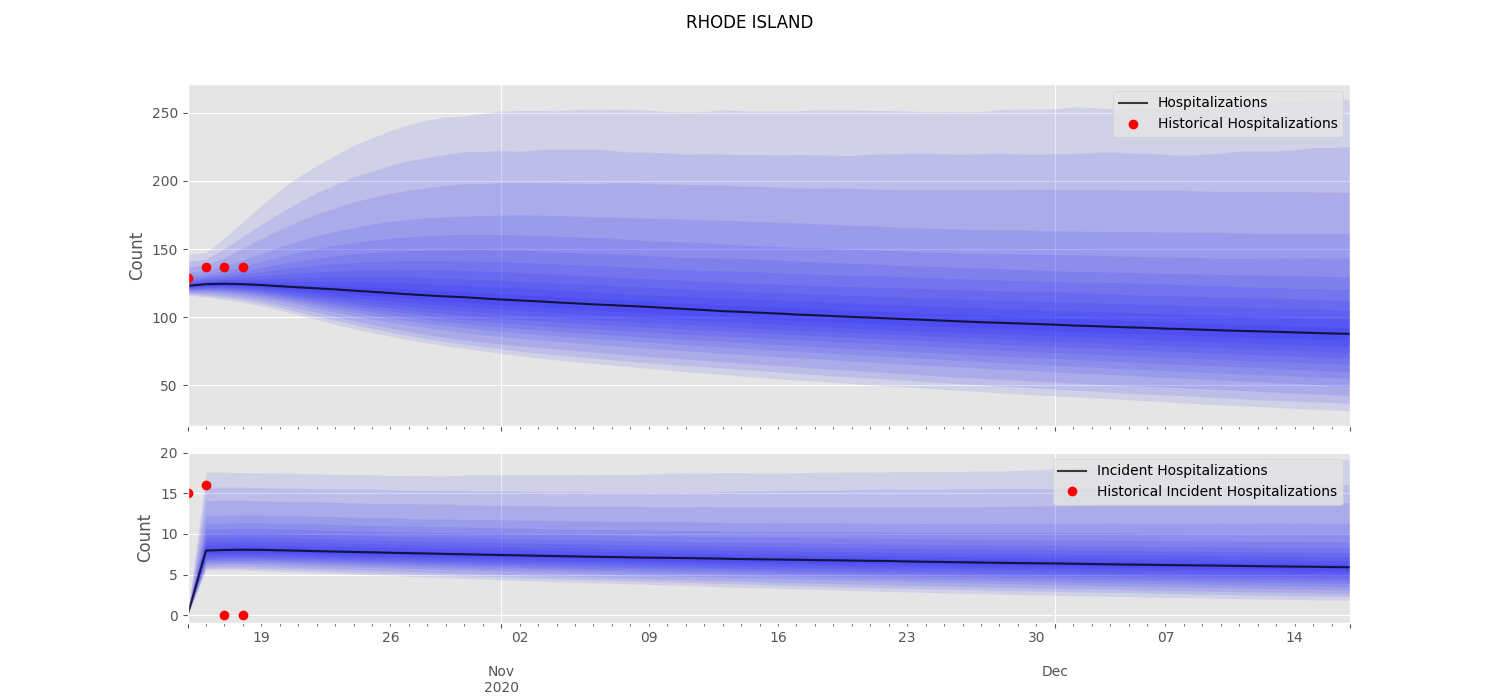 RHODE ISLAND
250
200
150
100
50
Count
Hospitalizations
Historical Hospitalizations
20
15
10
5
0
Count
Incident Hospitalizations
Historical Incident Hospitalizations
19 26 02 09 16 23 30 07 14
Nov Dec
2020